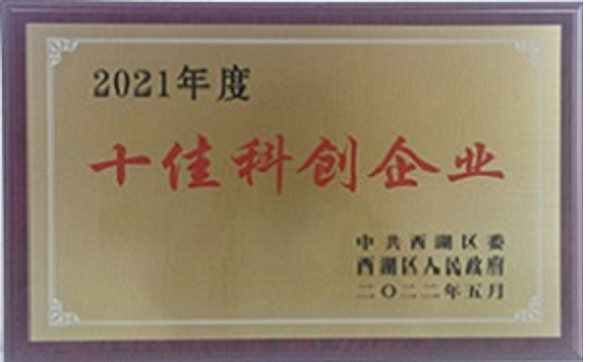 2021年度
十佳科创企业
中共西湖区委
西湖区人民政府
二〇二二年五月